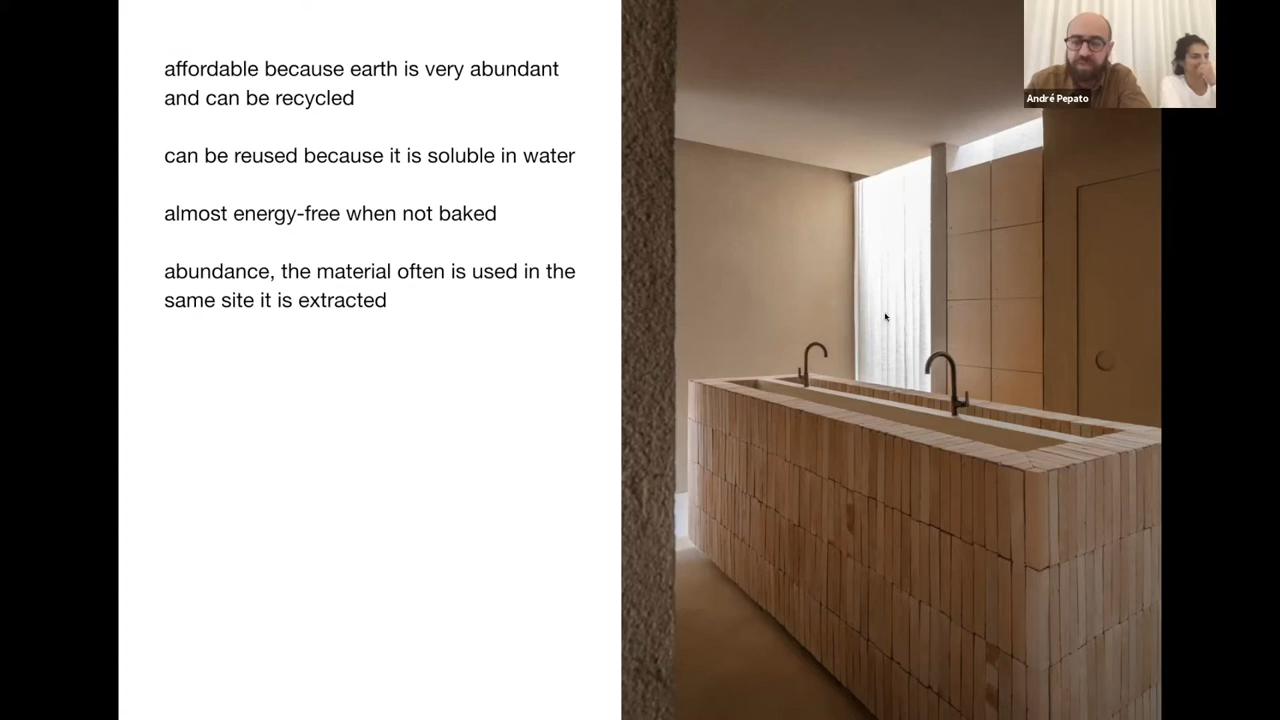 affordable because earth is very abundant
and can be recycled
can be reused because it is soluble in water
almost energy-free when not baked
abundance, the material often is used in the
same site it is extracted
André Pepato